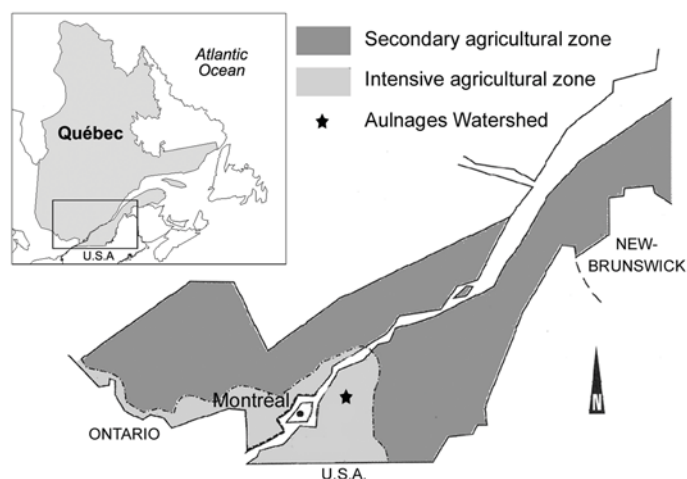 Atlantic
Ocean
Québec
U.S.A
Secondary agricultural zone
Intensive agricultural zone
Aulnages Watershed
NEW-
BRUNSWICK
Montréal
N
ONTARIO
U.S.A.